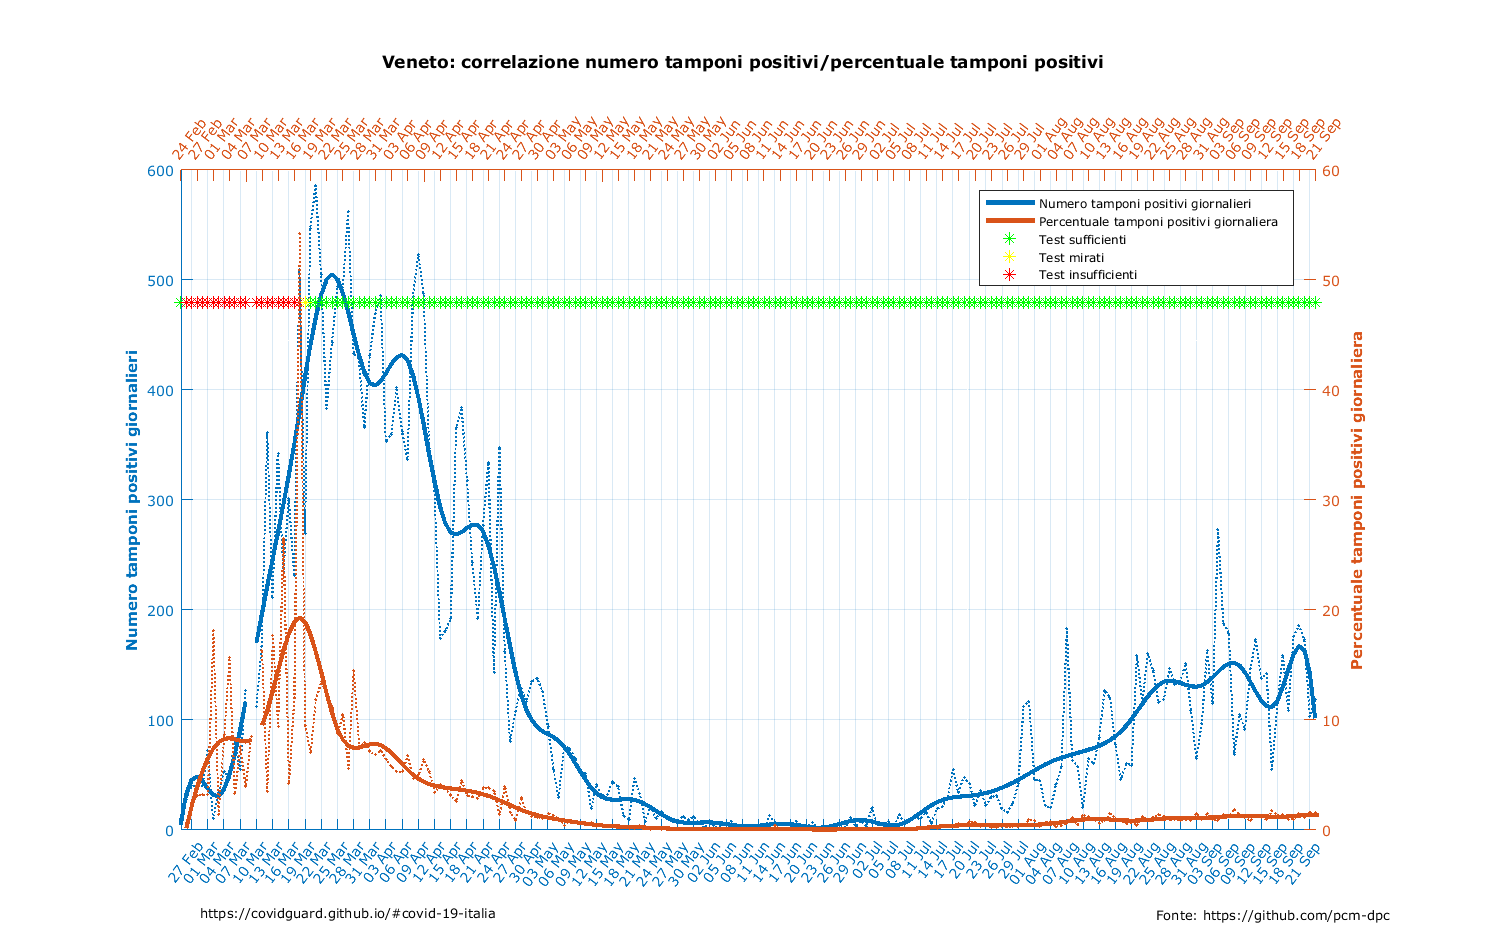 Veneto: correlazione numero tamponi positivi/percentuale tamponi positivi
24 Feb
27 Feb
01 Mar
04 Mar
07 Mar
10 Mar
13 Mar
16 Mar
19 Mar
22 Mar
25 Mar
28 Mar
31 Mar
03 Apr
06 Apr
09 Apr
12 Apr
15 Apr
18 Apr
21 Apr
24 Apr
27 Apr
30 Apr
03 May
06 May
09 May
12 May
15 May
18 May
21 May
24 May
27 May
30 May
02 Jun
05 Jun
08 Jun
11 Jun
14 Jun
17 Jun
20 Jun
23 Jun
26 Jun
29 Jun
02 Jul
05 Jul
08 Jul
11 Jul
14 Jul
17 Jul
20 Jul
23 Jul
26 Jul
29 Jul
01 Aug
04 Aug
07 Aug
10 Aug
13 Aug
16 Aug
19 Aug
22 Aug
25 Aug
28 Aug
31 Aug
03 Sep
06 Sep
09 Sep
12 Sep
15 Sep
18 Sep
21 Sep
600
500
400
300
200
100
0
Numero tamponi positivi giornalieri
60
50
40
30
20
10
0
Percentuale tamponi positivi giornaliera
Numero tamponi positivi giornalieri
Percentuale tamponi positivi giornaliera
Test sufficienti
Test mirati
Test insufficienti
27 Feb
01 Mar
04 Mar
07 Mar
10 Mar
13 Mar
16 Mar
19 Mar
22 Mar
25 Mar
28 Mar
31 Mar
03 Apr
06 Apr
09 Apr
12 Apr
15 Apr
18 Apr
21 Apr
24 Apr
27 Apr
30 Apr
03 May
06 May
09 May
12 May
15 May
18 May
21 May
24 May
27 May
30 May
02 Jun
05 Jun
08 Jun
11 Jun
14 Jun
17 Jun
20 Jun
23 Jun
26 Jun
29 Jun
02 Jul
05 Jul
08 Jul
11 Jul
14 Jul
17 Jul
20 Jul
23 Jul
26 Jul
29 Jul
01 Aug
04 Aug
07 Aug
10 Aug
13 Aug
16 Aug
19 Aug
22 Aug
25 Aug
28 Aug
31 Sep
03 Sep
06 Sep
09 Sep
12 Sep
15 Sep
18 Sep
21 Sep
https://covidguard.github.io/#covid-19-italia
Fonte: https://github.com/pcm-dpc